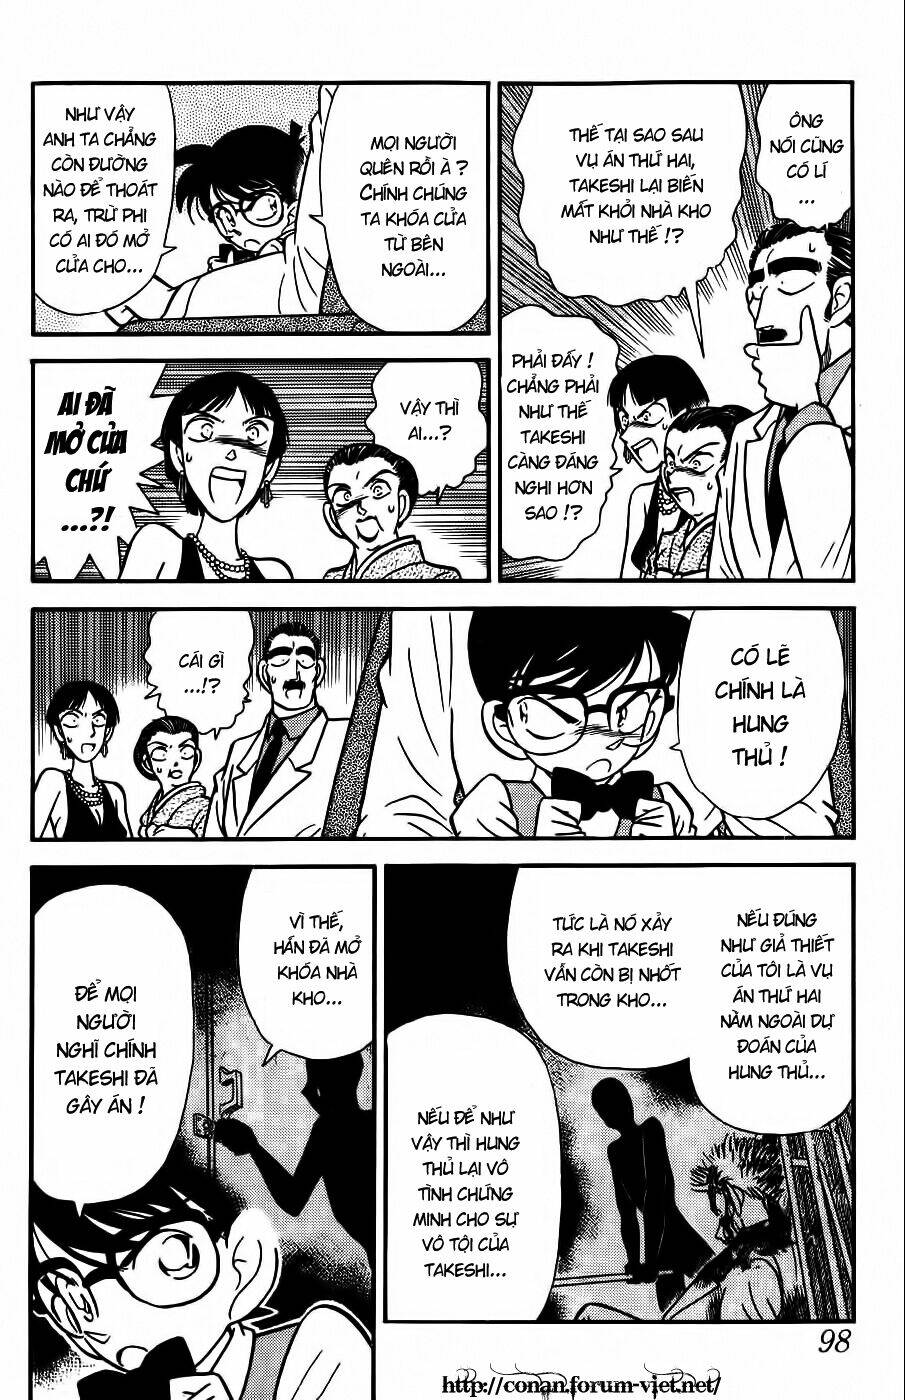 ÔNG
NÓI CŨNG
CÓ LÍ
...
THẾ TẠI SAO SAU
VỤ ÁN THỨ HAI,
TAKESHI LẠI BIẾN
MẤT KHỎI NHÀ KHO
NHƯ THẾ !?
PHẢI ĐẤY !
CHẲNG PHẢI
NHƯ THẾ
TAKESHI
CÀNG ĐÁNG
NGHI HƠN
SAO !?
MỌI NGƯỜI
QUÊN RỒI À ?
CHÍNH CHÚNG
TA KHÓA CỬA
TỪ BÊN
NGOÀI...
NHƯ VẬY
ANH TA CHẲNG
CÒN ĐƯỜNG
NÀO ĐỂ THOÁT
RA, TRỪ PHI
CÓ AI ĐÓ MỞ
CỬA CHO...
VẬY THÌ
AI...?
AI ĐÃ
MỞ CỬA
CHỨ
...?!
CÓ LẼ
CHÍNH LÀ
HUNG
THỦ !
CÁI GÌ
...!?
NẾU ĐÚNG
NHƯ GIẢ THIẾT
CỦA TÔI LÀ VỤ
ÁN THỨ HAI
NẰM NGOÀI DỰ
ĐOÁN CỦA
HUNG THỦ...
TỨC LÀ NÓ XẢY
RA KHI TAKESHI
VẪN CÒN BỊ NHỐT
TRONG KHO...
NẾU ĐỂ NHƯ
VẬY THÌ HUNG
THỦ LẠI VÔ
TÌNH CHỨNG
MINH CHO SỰ
VÔ TỘI CỦA
TAKESHI...
VÌ THẾ,
HẮN ĐÃ MỞ
KHÓA NHÀ
KHO...
ĐỂ MỌI
NGƯỜI
NGHĨ CHÍNH
TAKESHI ĐÃ
GÂY ÁN !
98
http://conan.forum-viet.net/